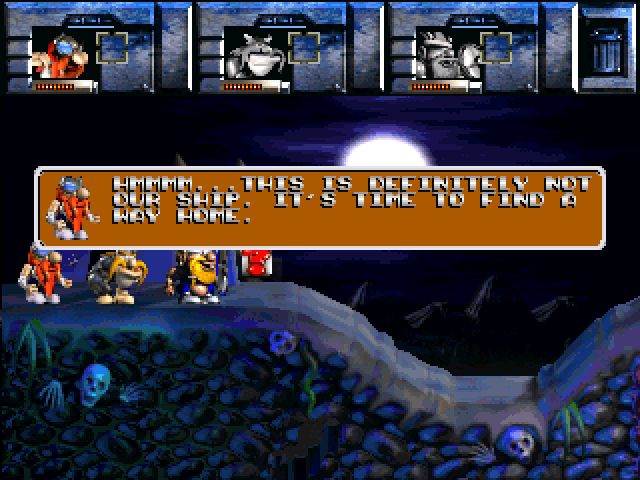 HMMMM...THIS IS DEFINITELY NOT
OUR SHIP. IT'S TIME TO FIND A
WAY HOME.